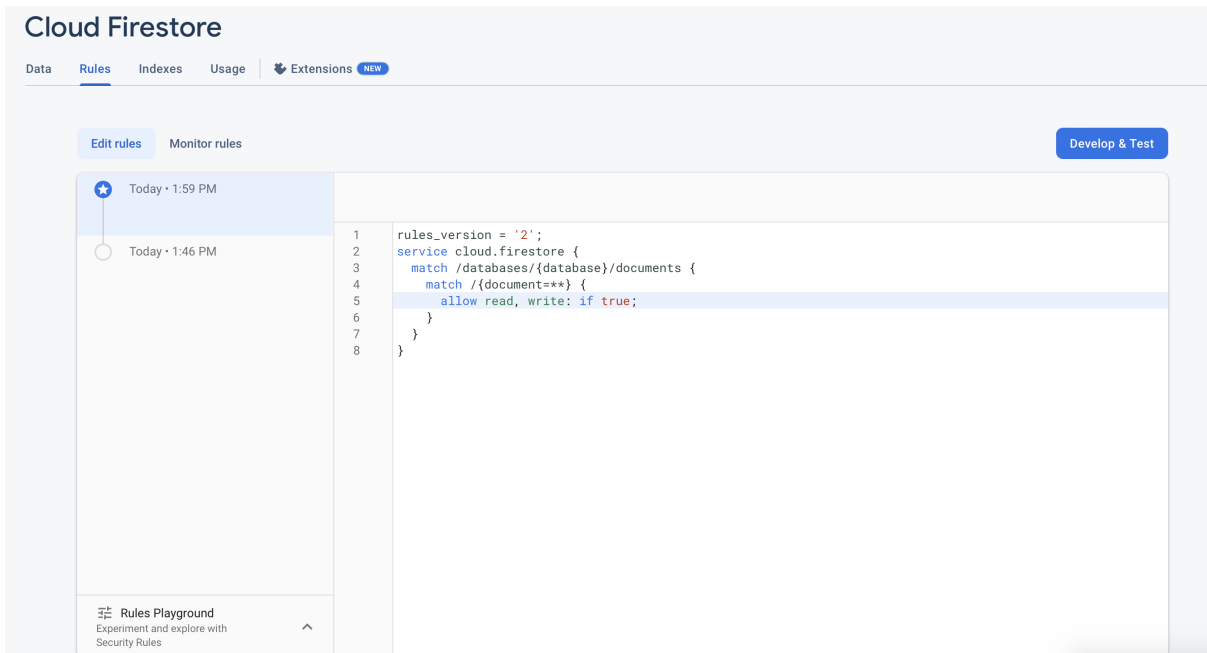 Cloud Firestore
Data Rules Indexes Usage Extensions NEW
Edit rules Monitor rules Develop & Test
Today • 1:59 PM
Today • 1:46 PM
1 rules_version = '2';
2 service cloud.firestore {
3 match /databases/{database}/documents {
4 match /{document=**} {
5 allow read, write: if true;
6 }
7 }
8 }
Rules Playground
Experiment and explore with
Security Rules